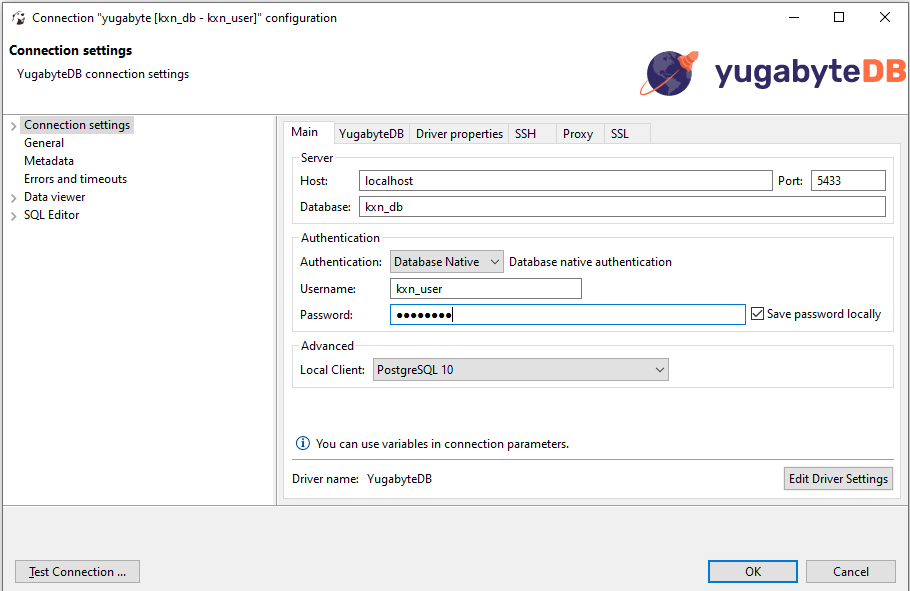 Connection "yugabyte [kxn_db - kxn_user]" configuration
Connection settings
YugabyteDB connection settings
yugabyteDB
Connection settings
General
Metadata
Errors and timeouts
Data viewer
SQL Editor
Main YugabyteDB Driver properties SSH Proxy SSL
Server
Host: localhost Port: 5433
Database: kxn_db
Authentication
Authentication: Database Native Database native authentication
Username: kxn_user
Password: ●●●●●●●● Save password locally
Advanced
Local Client: PostgreSQL 10
You can use variables in connection parameters.
Driver name: YugabyteDB Edit Driver Settings
Test Connection ... OK Cancel